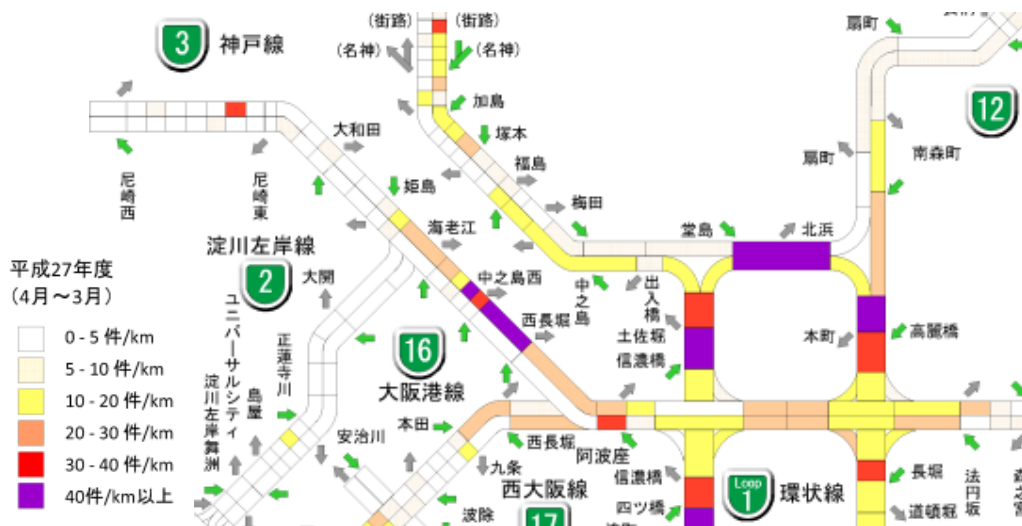 (街路)
(街路)
扇町
3
神戸線
(名神)
(名神)
加島
12
大和田
塚本
南森町
扇町
福島
尼崎西
尼崎東
姫島
梅田
海老江
堂島
北浜
淀川左岸線
平成27年度
(4月～3月)
2
大開
中之島西
中之島
出入橋
ユニバーサルシティ
正蓮寺川
西長堀
土佐堀
本町
高麗橋
0 - 5 件/km
16
信濃橋
5 - 10 件/km
淀川左岸舞洲
島屋
大阪港線
10 - 20 件/km
本田
20 - 30 件/km
安治川
西長堀
阿波座
30 - 40 件/km
九条
信濃橋
長堀
法円坂
森之宮
40件/km以上
西大阪線
Loop
1
環状線
四ツ橋
道頓堀
波除
17